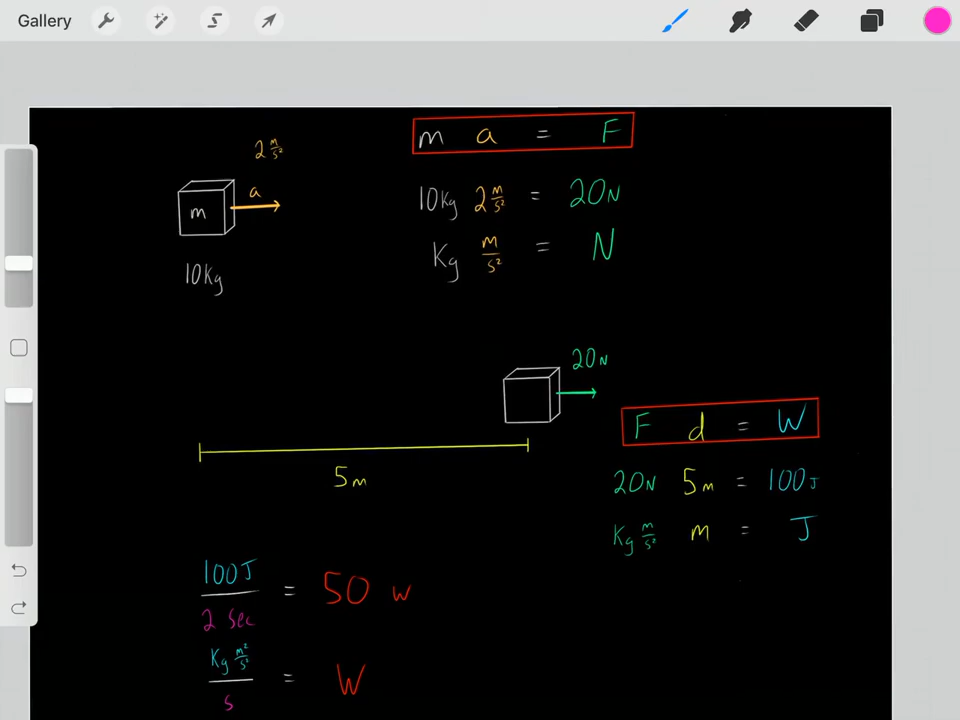 Gallery
m a = F
2 m/s²
a
m
10Kg 2 m/s² = 20N
Kg m/s² = N
10Kg
20N
F d = W
5m
20N 5m = 100J
Kg m/s² m = J
100J / 2 sec = 50 W
Kg m²/s² / s = W